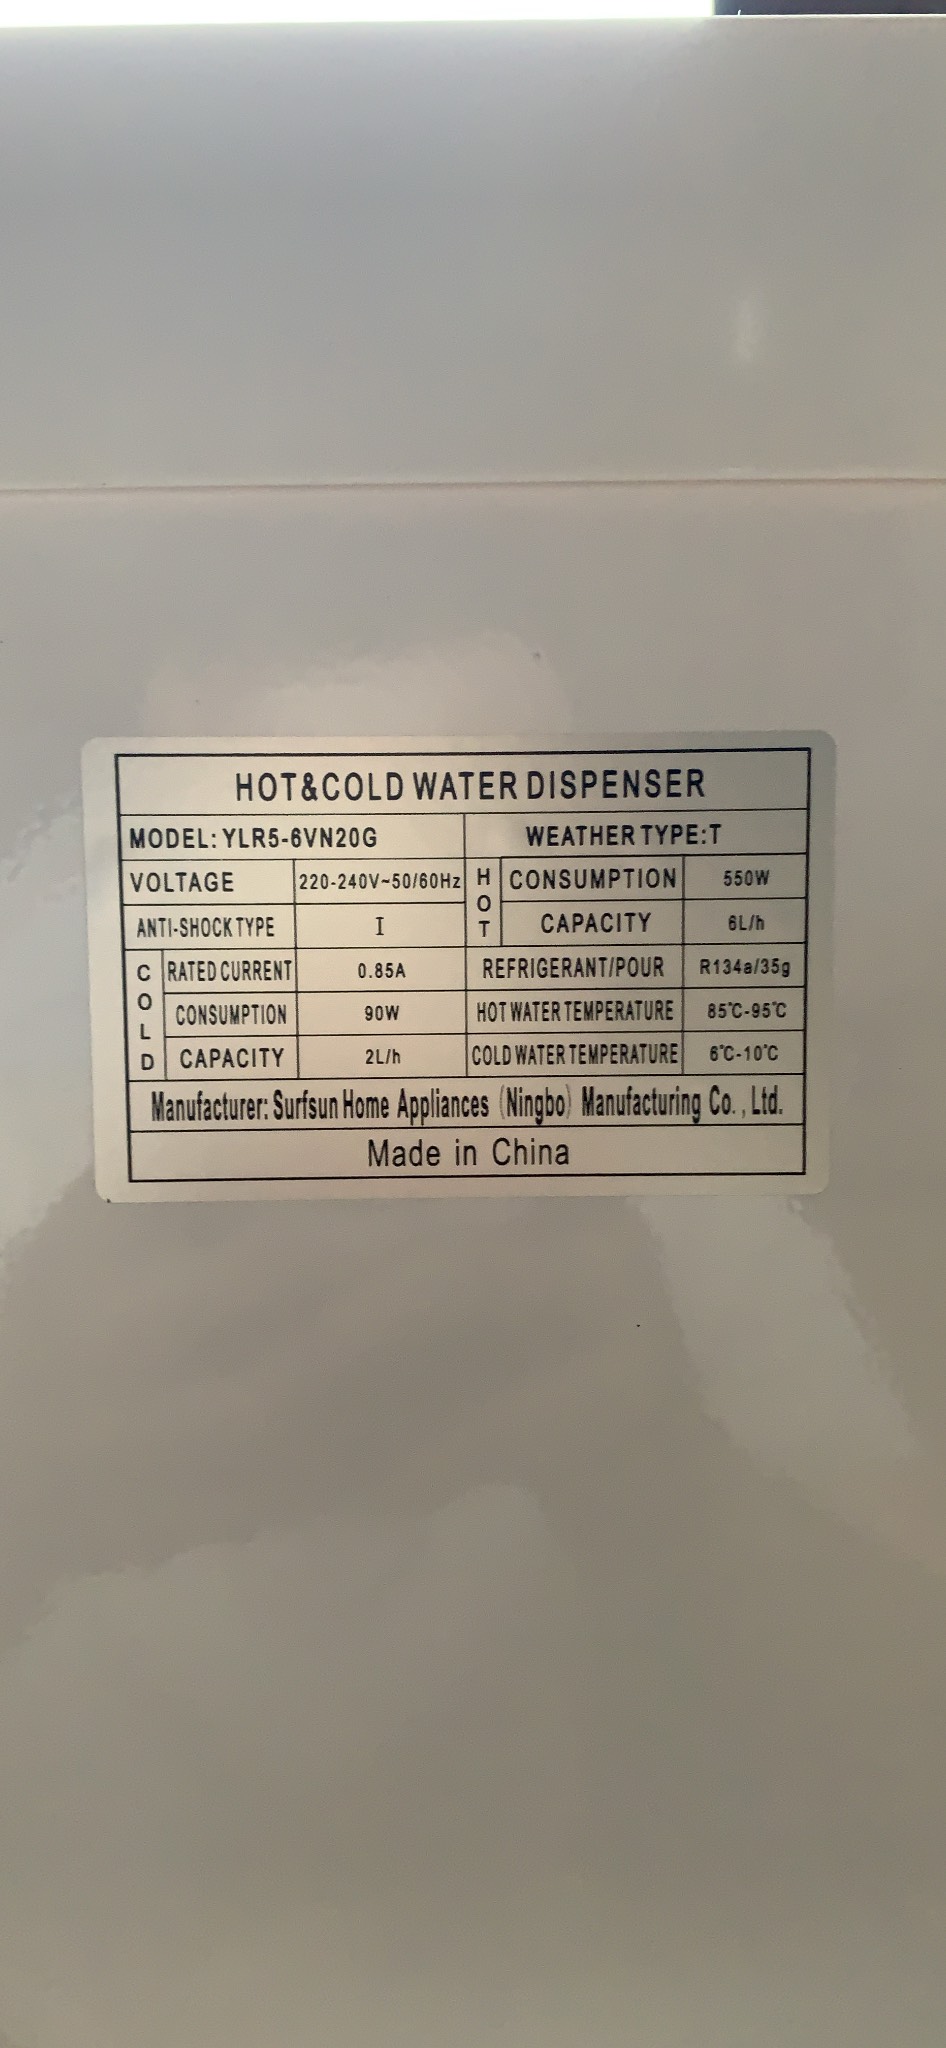 HOT&COLD WATER DISPENSER
MODEL: YLR5-6VN20G WEATHER TYPE:T
VOLTAGE 220-240V~50/60Hz HOT CONSUMPTION 550W
ANTI-SHOCK TYPE I CAPACITY 6L/h
COLD RATED CURRENT 0.85A REFRIGERANT/POUR R134a/35g
CONSUMPTION 90W HOT WATER TEMPERATURE 85℃-95℃
CAPACITY 2L/h COLD WATER TEMPERATURE 6℃-10℃
Manufacturer: Surfsun Home Appliances (Ningbo) Manufacturing Co., Ltd.
Made in China